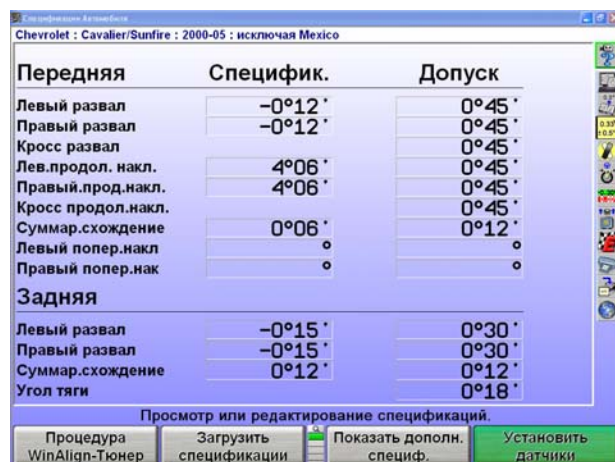 Спецификации Автомобиля
Chevrolet : Cavalier/Sunfire : 2000-05 : исключая Mexico
Передняя Специфик. Допуск
Левый развал -0°12' 0°45'
Правый развал -0°12' 0°45'
Кросс развал 0°45'
Лев.продол. накл. 4°06' 0°45'
Правый.прод.накл. 4°06' 0°45'
Кросс продол.накл. 0°45'
Суммар.схождение 0°06' 0°12'
Левый попер.накл ° °
Правый попер.нак ° °
Задняя
Левый развал -0°15' 0°30'
Правый развал -0°15' 0°30'
Суммар.схождение 0°12' 0°12'
Угол тяги 0°18'
Просмотр или редактирование спецификаций.
Процедура WinAlign-Тюнер
Загрузить спецификации
Показать дополн. специф.
Установить датчики